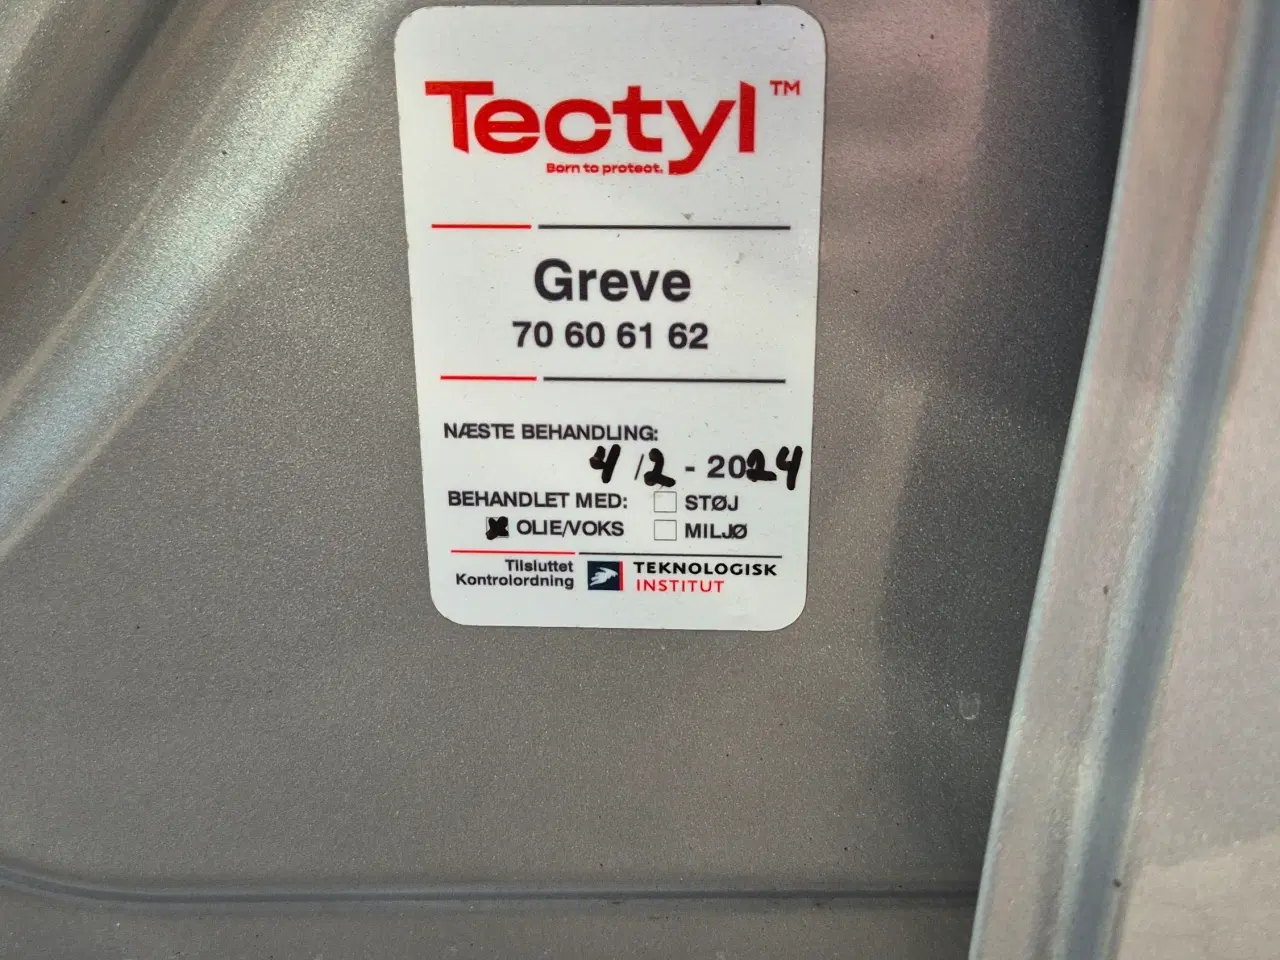 Tectyl™
Born to protect.
Greve
70 60 61 62
NÆSTE BEHANDLING:
4/2 - 2024
BEHANDLET MED: STØJ
OLIE/VOKS MILJØ
Tilsluttet TEKNOLOGISK
Kontrolordning INSTITUT